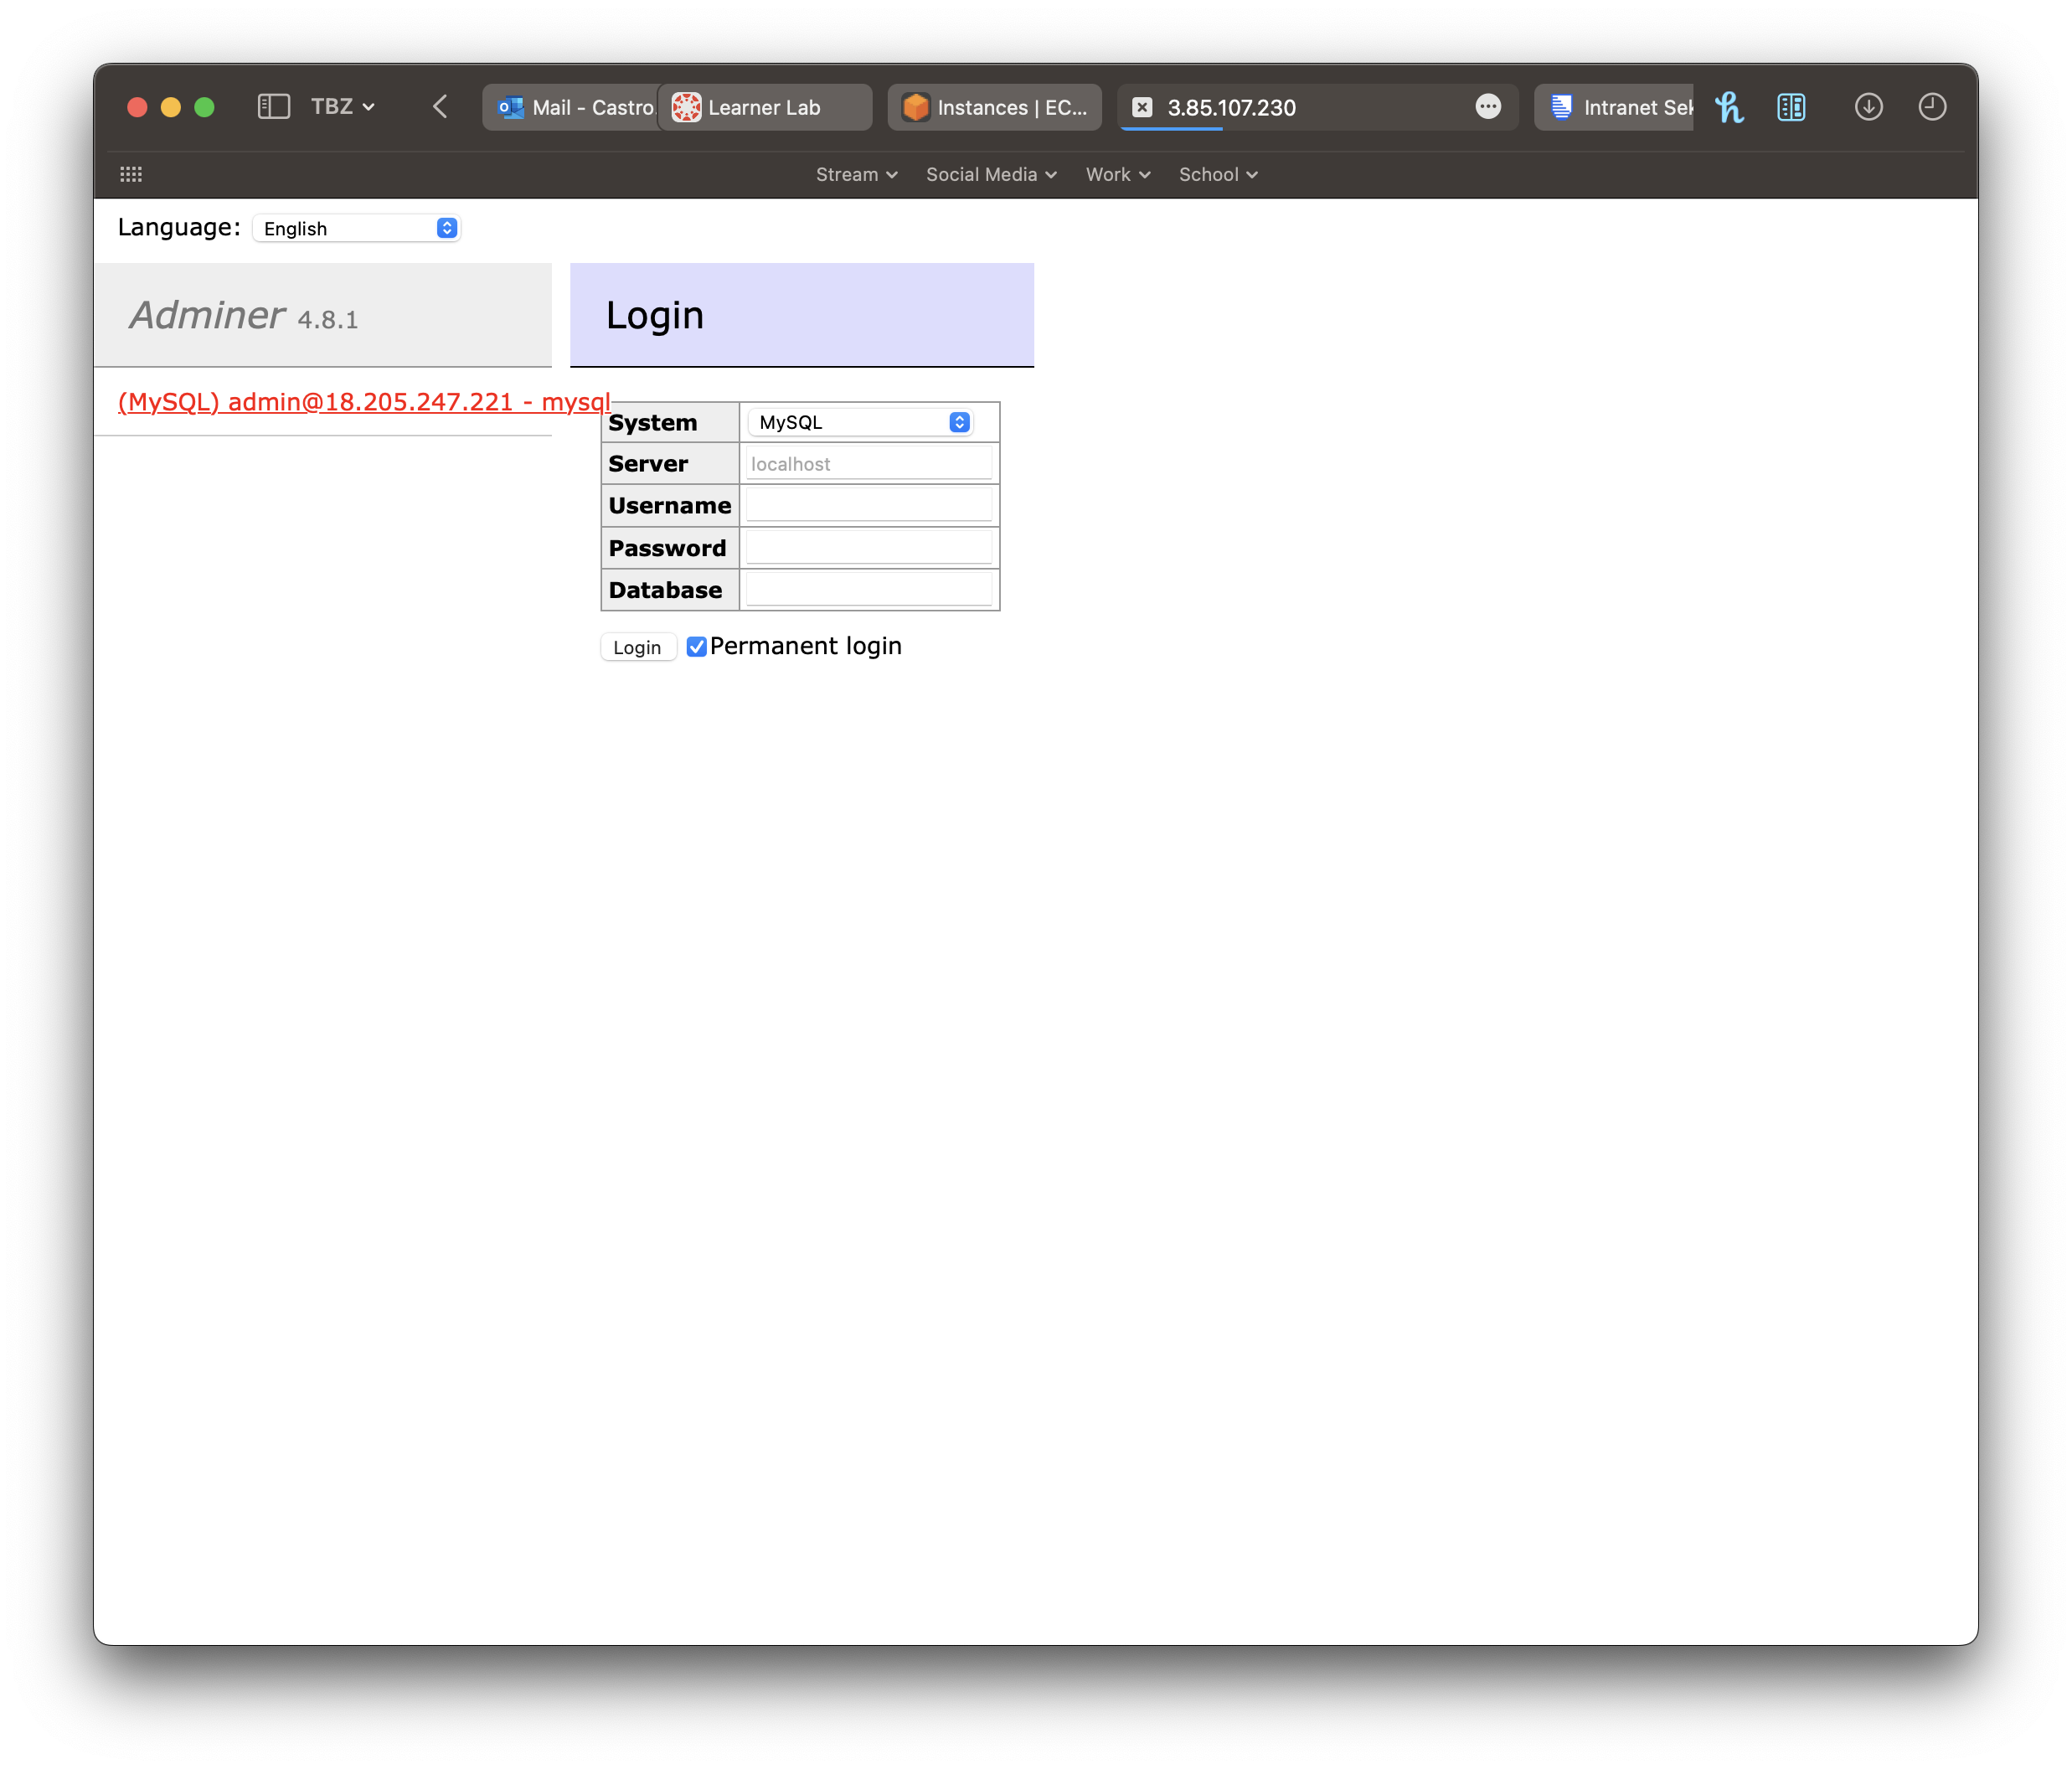 TBZ
Mail - Castro
Learner Lab
Instances | EC...
3.85.107.230
Intranet Sek
Stream
Social Media
Work
School
Language:
English
Adminer 4.8.1
Login
(MySQL) admin@18.205.247.221 - mysql
System MySQL
Server localhost
Username
Password
Database
Login Permanent login